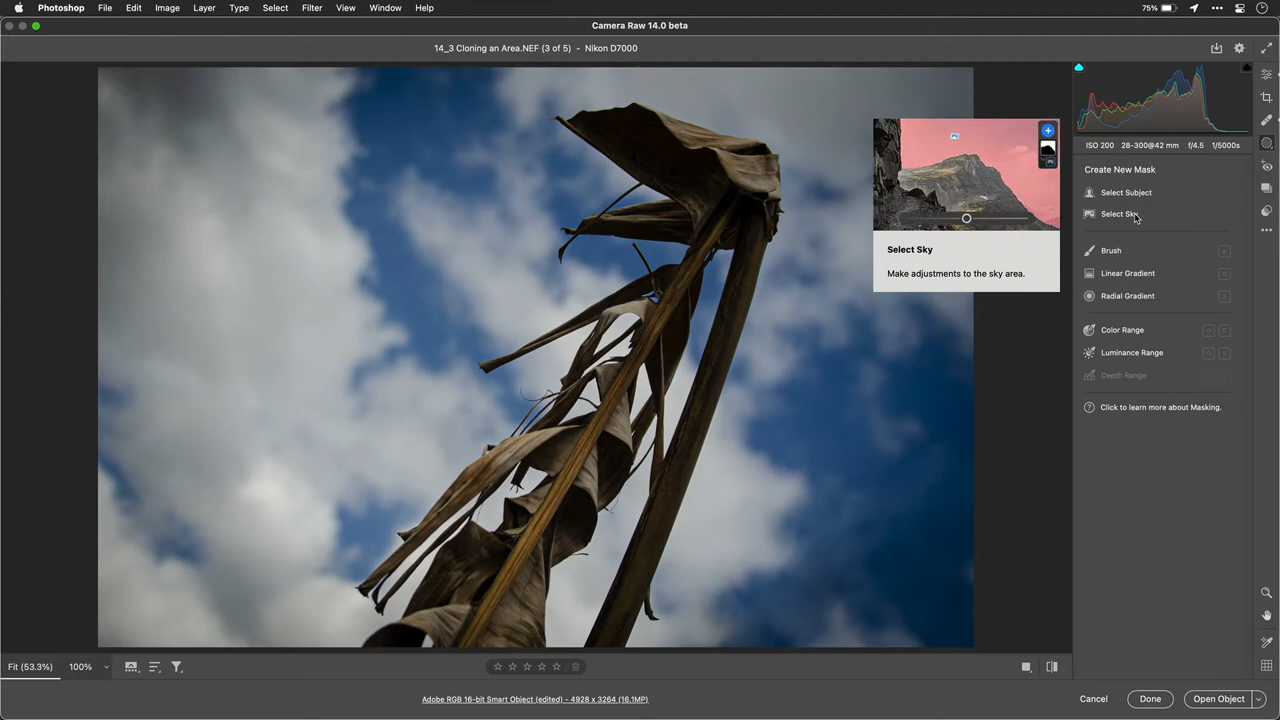 Photoshop File Edit Image Layer Type Select Filter View Window Help 75%
Camera Raw 14.0 beta
14_3 Cloning an Area.NEF (3 of 5) - Nikon D7000
ISO 200 28-300@42 mm f/4.5 1/5000s
Create New Mask
Select Subject
Select Sky
Select Sky
Make adjustments to the sky area.
Brush K
Linear Gradient G
Radial Gradient J
Color Range
Luminance Range
Depth Range
Click to learn more about Masking.
Fit (53.3%) 100%
Adobe RGB 16-bit Smart Object (edited) - 4928 x 3264 (16.1MP)
Cancel Done Open Object